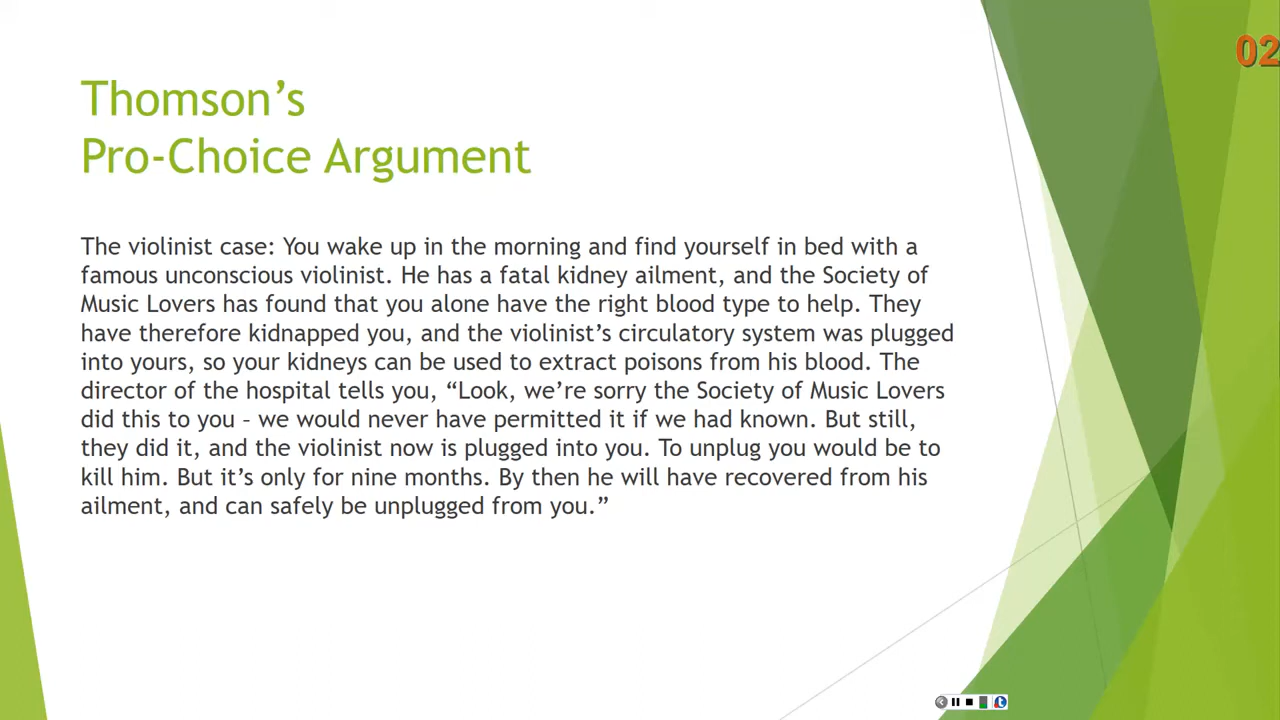 02
Thomson’s
Pro-Choice Argument
The violinist case: You wake up in the morning and find yourself in bed with a
famous unconscious violinist. He has a fatal kidney ailment, and the Society of
Music Lovers has found that you alone have the right blood type to help. They
have therefore kidnapped you, and the violinist’s circulatory system was plugged
into yours, so your kidneys can be used to extract poisons from his blood. The
director of the hospital tells you, “Look, we’re sorry the Society of Music Lovers
did this to you – we would never have permitted it if we had known. But still,
they did it, and the violinist now is plugged into you. To unplug you would be to
kill him. But it’s only for nine months. By then he will have recovered from his
ailment, and can safely be unplugged from you.”